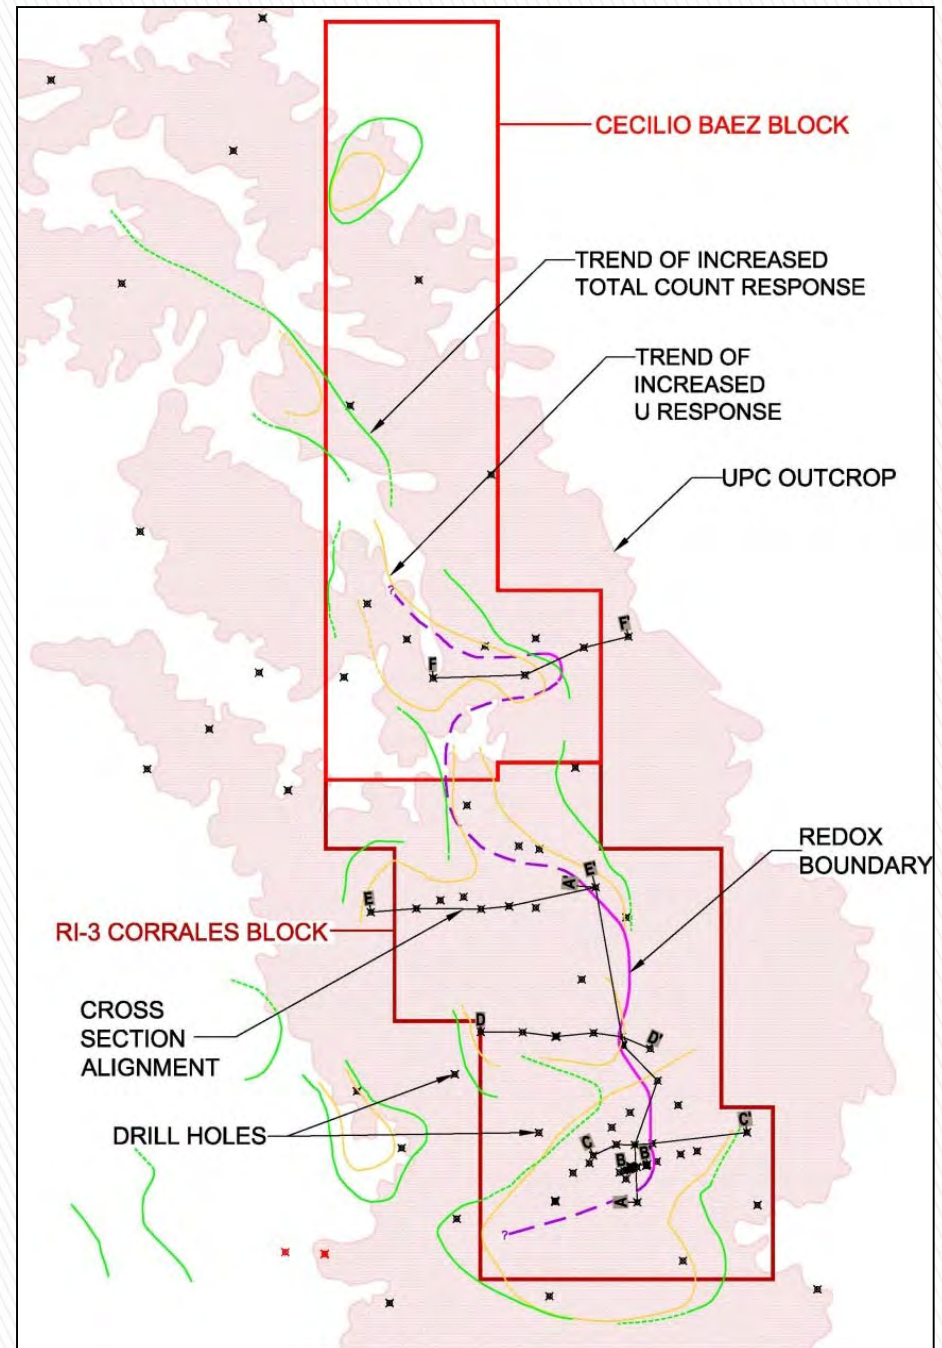 CECILIO BAEZ BLOCK
TREND OF INCREASED
TOTAL COUNT RESPONSE
TREND OF
INCREASED
U RESPONSE
UPC OUTCROP
?
F'
F
REDOX
BOUNDARY
E'
A'
E
RI-3 CORRALES BLOCK
CROSS
SECTION
ALIGNMENT
D
D'
DRILL HOLES
C'
C
B
B'
A
?